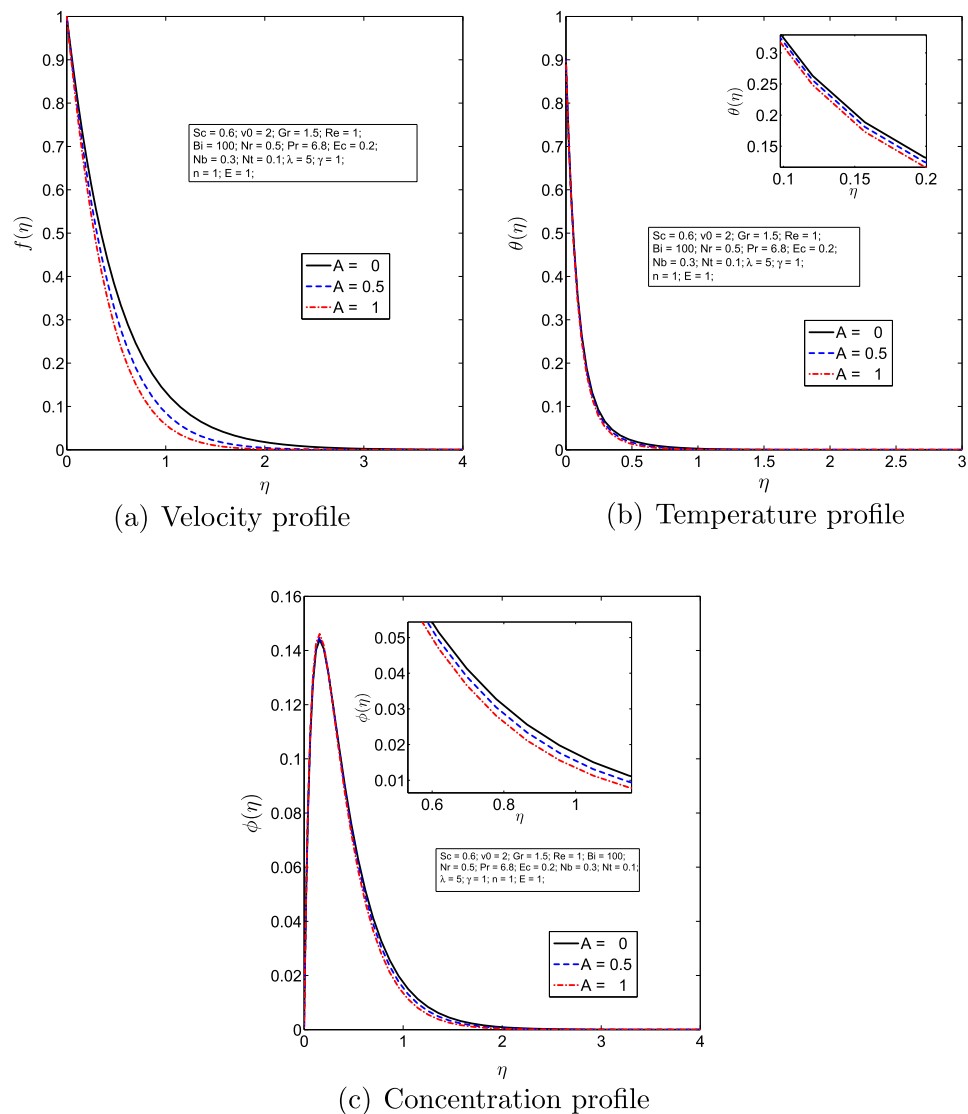 1
0.9
0.8
0.7
0.6
0.5
0.4
0.3
0.2
0.1
0
f(η)
Sc = 0.6; v0 = 2; Gr = 1.5; Re = 1;
Bi = 100; Nr = 0.5; Pr = 6.8; Ec = 0.2;
Nb = 0.3; Nt = 0.1; λ = 5; γ = 1;
n = 1; E = 1;
A = 0
A = 0.5
A = 1
0 1 2 3 4
η
(a) Velocity profile
1
0.9
0.8
0.7
0.6
0.5
0.4
0.3
0.2
0.1
0
θ(η)
0.3
0.25
0.2
0.15
θ(η)
0.1 0.15 0.2
η
Sc = 0.6; v0 = 2; Gr = 1.5; Re = 1;
Bi = 100; Nr = 0.5; Pr = 6.8; Ec = 0.2;
Nb = 0.3; Nt = 0.1; λ = 5; γ = 1;
n = 1; E = 1;
A = 0
A = 0.5
A = 1
0 0.5 1 1.5 2 2.5 3
η
(b) Temperature profile
0.16
0.14
0.12
0.1
0.08
0.06
0.04
0.02
0
ϕ(η)
0.05
0.04
0.03
0.02
0.01
ϕ(η)
0.6 0.8 1
η
Sc = 0.6; v0 = 2; Gr = 1.5; Re = 1; Bi = 100;
Nr = 0.5; Pr = 6.8; Ec = 0.2; Nb = 0.3; Nt = 0.1;
λ = 5; γ = 1; n = 1; E = 1;
A = 0
A = 0.5
A = 1
0 1 2 3 4
η
(c) Concentration profile